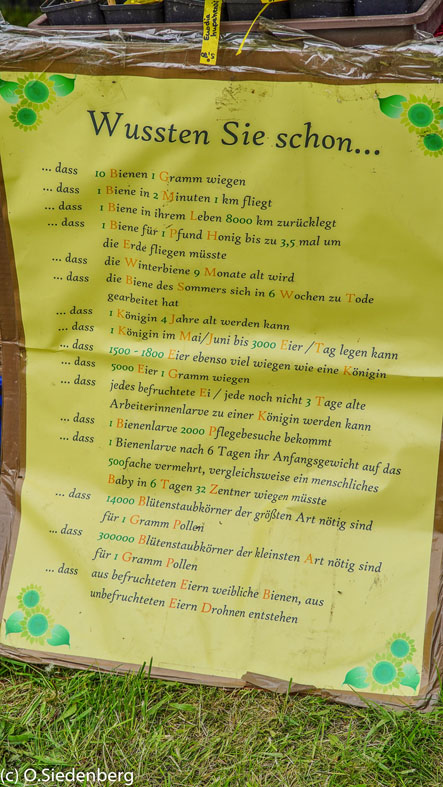 Wussten Sie schon...
... dass 10 Bienen 1 Gramm wiegen
... dass 1 Biene in 2 Minuten 1 km fliegt
... dass 1 Biene in ihrem Leben 8000 km zurücklegt
... dass 1 Biene für 1 Pfund Honig bis zu 3,5 mal um
die Erde fliegen müsste
... dass die Winterbiene 9 Monate alt wird
... dass die Biene des Sommers sich in 6 Wochen zu Tode
gearbeitet hat
... dass 1 Königin 4 Jahre alt werden kann
... dass 1 Königin im Mai/Juni bis 3000 Eier /Tag legen kann
... dass 1500 - 1800 Eier ebenso viel wiegen wie eine Königin
... dass 5000 Eier 1 Gramm wiegen
... dass jedes befruchtete Ei / jede noch nicht 3 Tage alte
Arbeiterinnenlarve zu einer Königin werden kann
... dass 1 Bienenlarve 2000 Pflegebesuche bekommt
... dass 1 Bienenlarve nach 6 Tagen ihr Anfangsgewicht auf das
500fache vermehrt, vergleichsweise ein menschliches
Baby in 6 Tagen 32 Zentner wiegen müsste
... dass 14000 Blütenstaubkörner der größten Art nötig sind
für 1 Gramm Pollen
... dass 300000 Blütenstaubkörner der kleinsten Art nötig sind
für 1 Gramm Pollen
... dass aus befruchteten Eiern weibliche Bienen, aus
unbefruchteten Eiern Drohnen entstehen
(c) O.Siedenberg